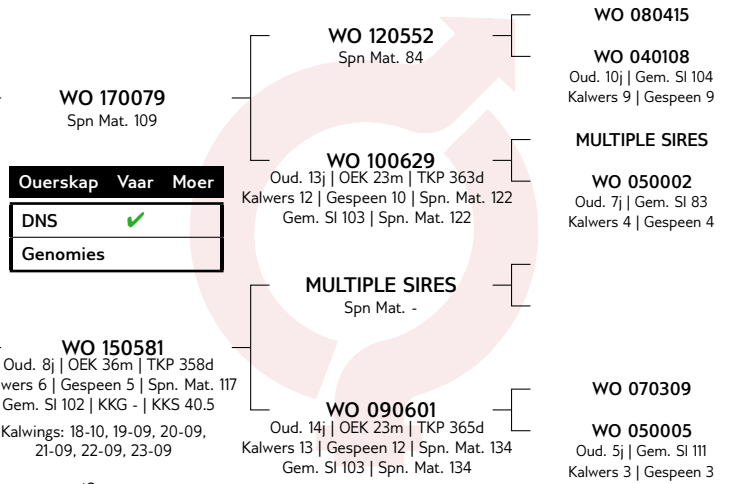 WO 080415
WO 120552
Spn Mat. 84
WO 040108
Oud. 10j | Gem. SI 104
Kalwers 9 | Gespeen 9
WO 170079
Spn Mat. 109
MULTIPLE SIRES
WO 100629
Oud. 13j | OEK 23m | TKP 363d
Kalwers 12 | Gespeen 10 | Spn. Mat. 122
Gem. SI 103 | Spn. Mat. 122
WO 050002
Oud. 7j | Gem. SI 83
Kalwers 4 | Gespeen 4
Ouerskap Vaar Moer
DNS ✔
Genomies
MULTIPLE SIRES
Spn Mat. -
WO 150581
Oud. 8j | OEK 36m | TKP 358d
wers 6 | Gespeen 5 | Spn. Mat. 117
Gem. SI 102 | KKG - | KKS 40.5
Kalwings: 18-10, 19-09, 20-09,
21-09, 22-09, 23-09
WO 070309
WO 090601
Oud. 14j | OEK 23m | TKP 365d
Kalwers 13 | Gespeen 12 | Spn. Mat. 134
Gem. SI 103 | Spn. Mat. 134
WO 050005
Oud. 5j | Gem. SI 111
Kalwers 3 | Gespeen 3